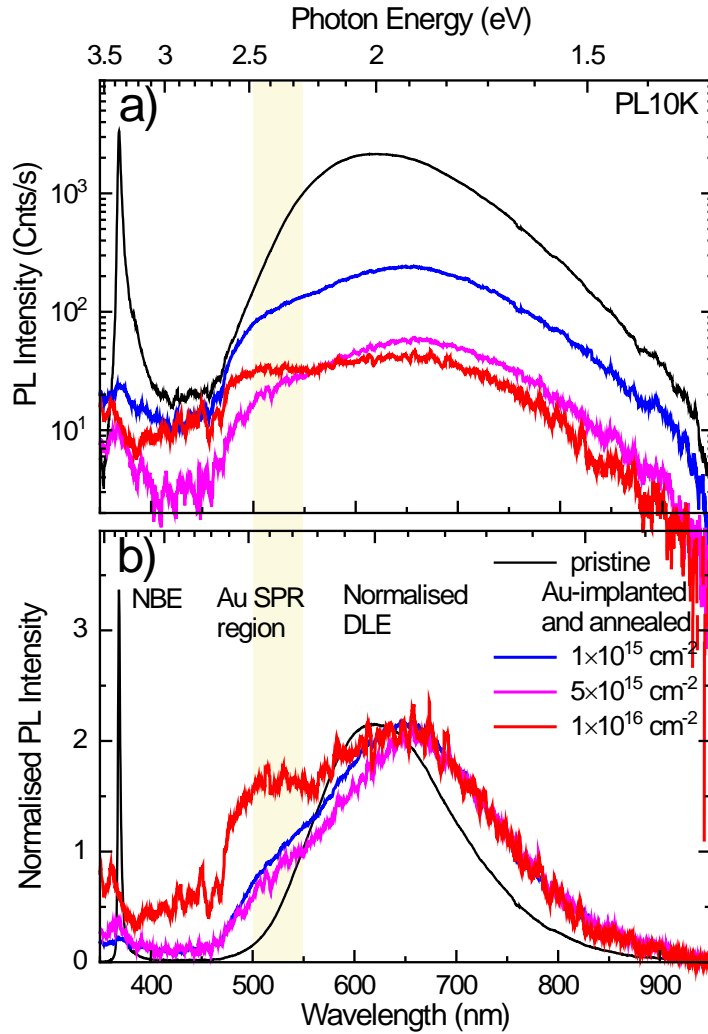 Photon Energy (eV)
3.5 3 2.5 2 1.5
a)
PL10K
PL Intensity (Cnts/s)
10³
10²
10¹
b)
NBE
Au SPR
region
Normalised
DLE
pristine
Au-implanted
and annealed
1×10¹⁵ cm⁻²
5×10¹⁵ cm⁻²
1×10¹⁶ cm⁻²
Normalised PL Intensity
3
2
1
0
400 500 600 700 800 900
Wavelength (nm)